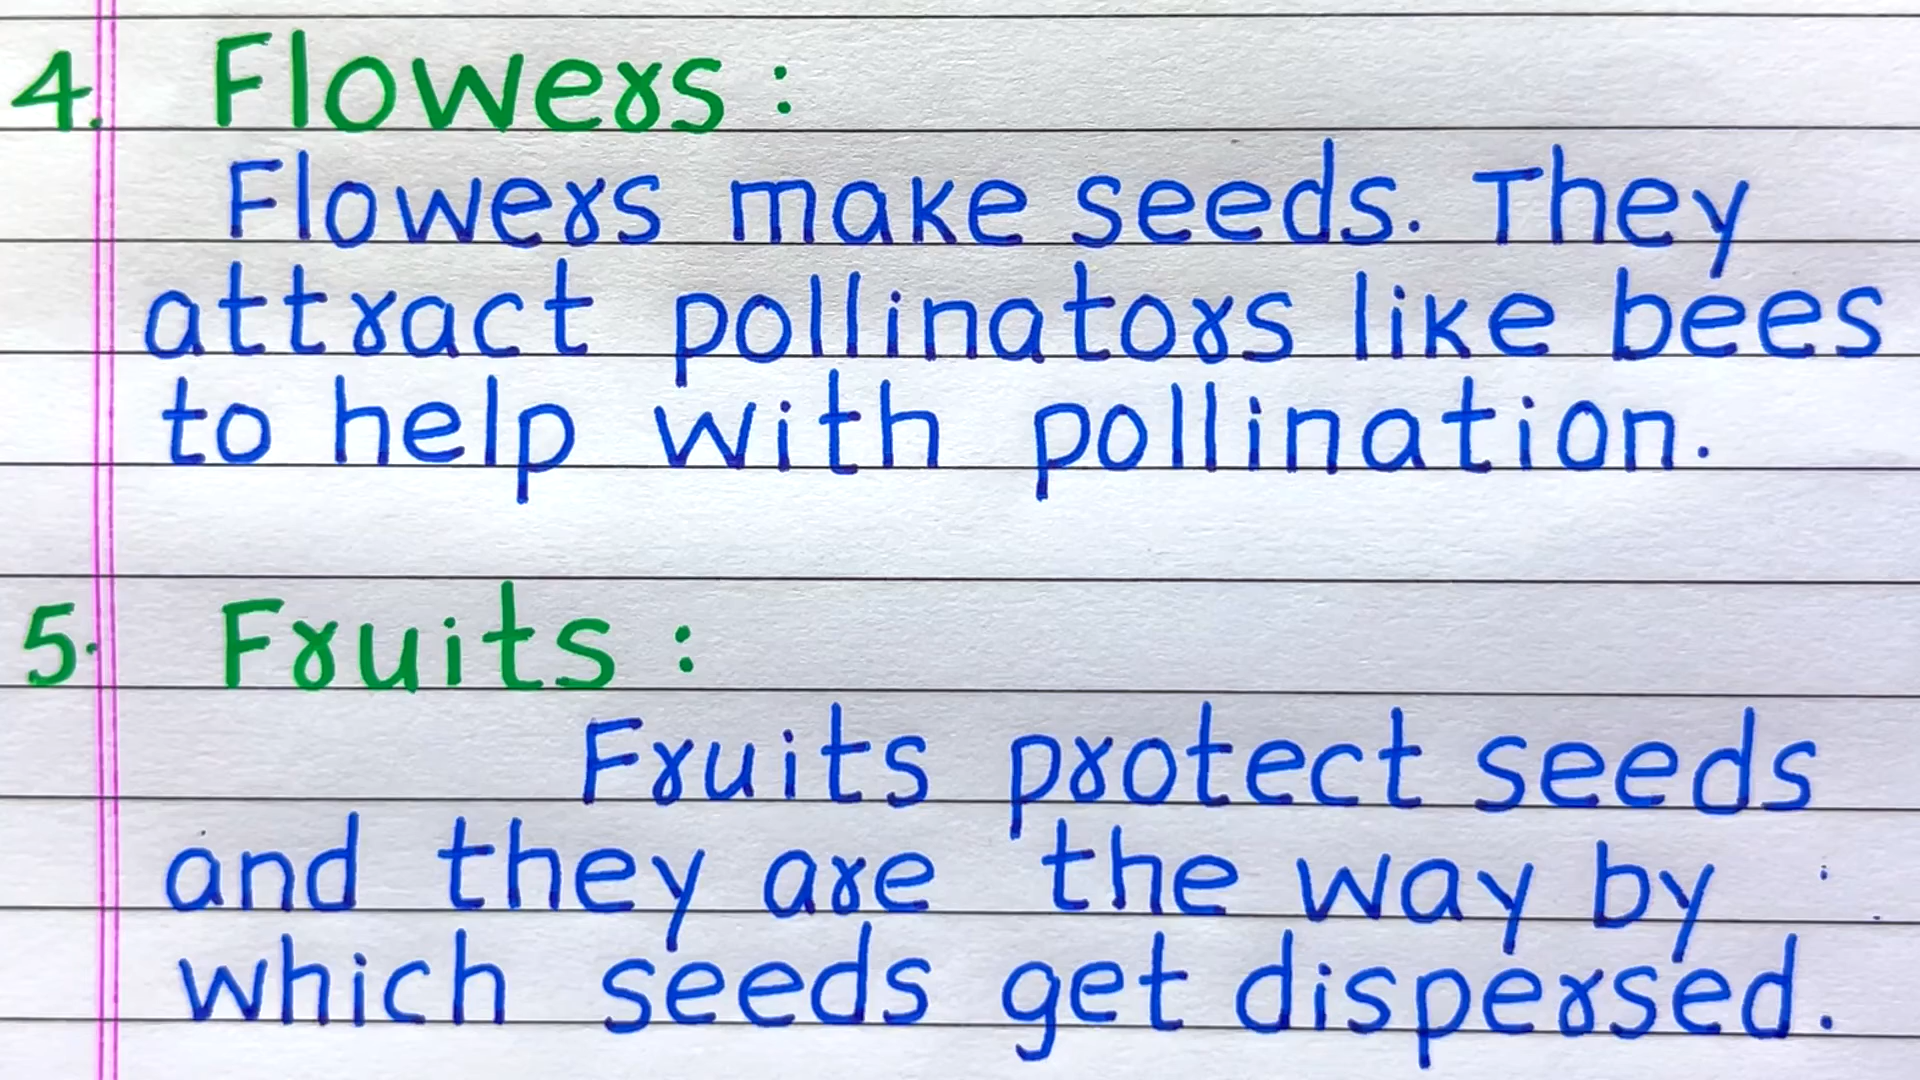 4. Flowers :
Flowers make seeds. They
attract pollinators like bees
to help with pollination.
5. Fruits :
Fruits protect seeds
and they are the way by
which seeds get dispersed.